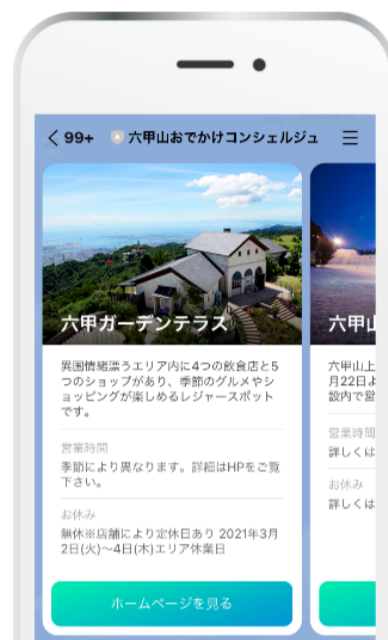 99+ 六甲山おでかけコンシェルジュ
六甲ガーデンテラス
異国情緒漂うエリア内に4つの飲食店と5
つのショップがあり、季節のグルメやシ
ョッピングが楽しめるレジャースポット
です。
営業時間
季節により異なります。詳細はHPをご覧
下さい。
お休み
無休※店舗により定休日あり 2021年3月
2日(火)〜4日(木)エリア休業日
ホームページを見る
六甲山
六甲山上
月22日よ
設内で営
営業時間
詳しくは
お休み
詳しくは